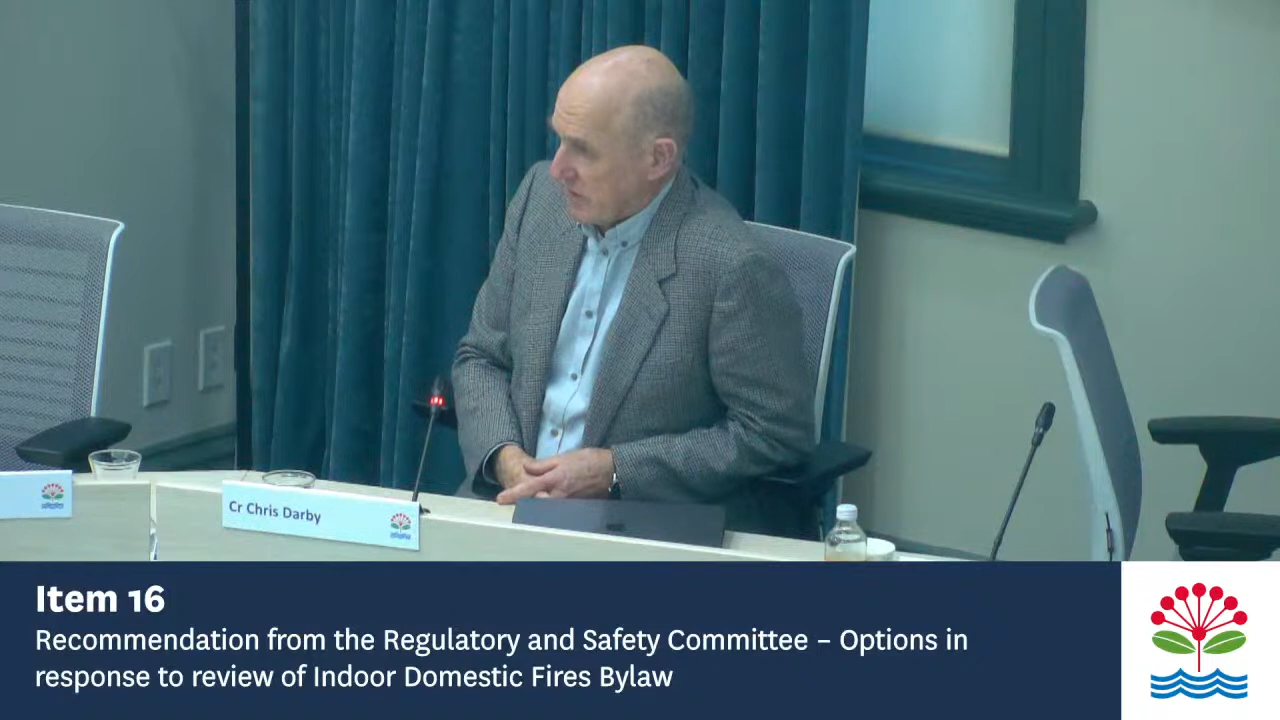 Cr Chris Darby
Item 16
Recommendation from the Regulatory and Safety Committee – Options in
response to review of Indoor Domestic Fires Bylaw